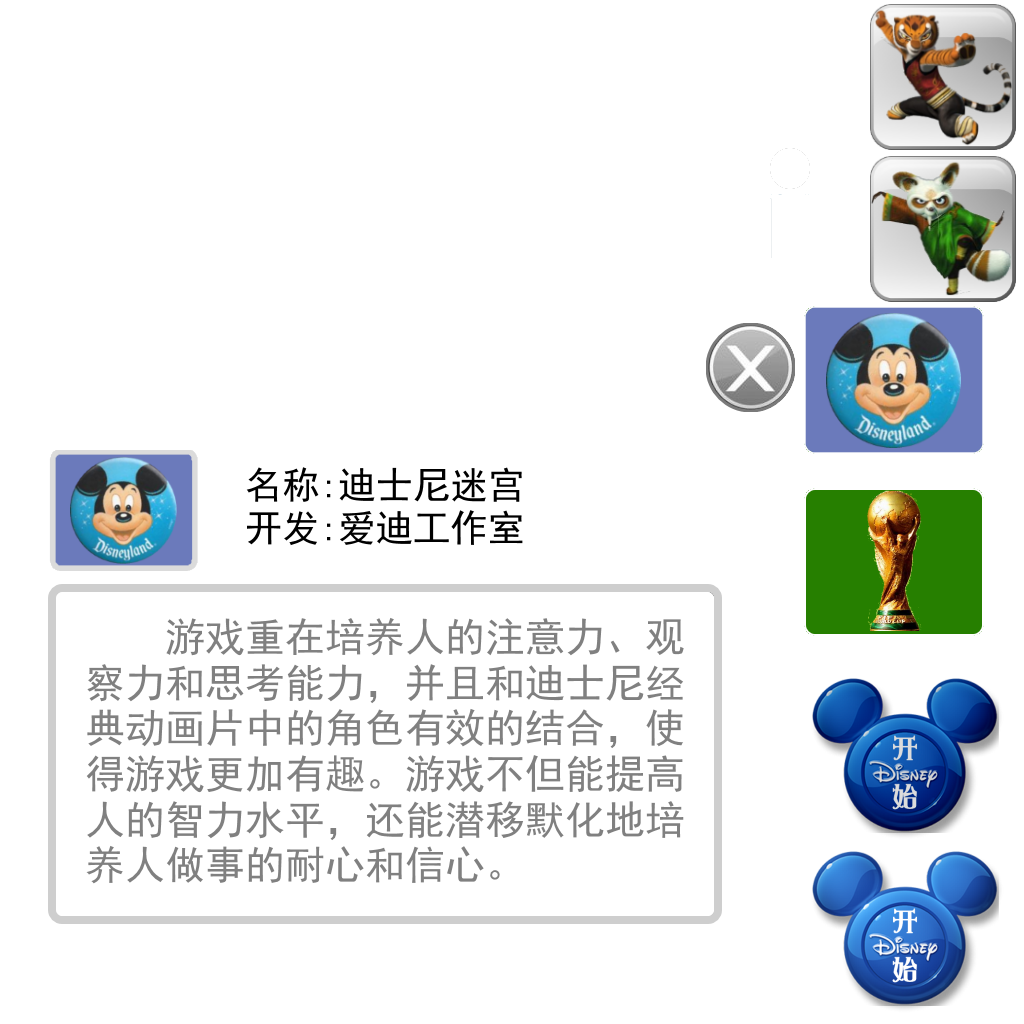 Disneyland
名称:迪士尼迷宫
开发:爱迪工作室
Disneyland
游戏重在培养人的注意力、观
察力和思考能力，并且和迪士尼经
典动画片中的角色有效的结合，使
得游戏更加有趣。游戏不但能提高
人的智力水平，还能潜移默化地培
养人做事的耐心和信心。
开
Disney
始
开
Disney
始